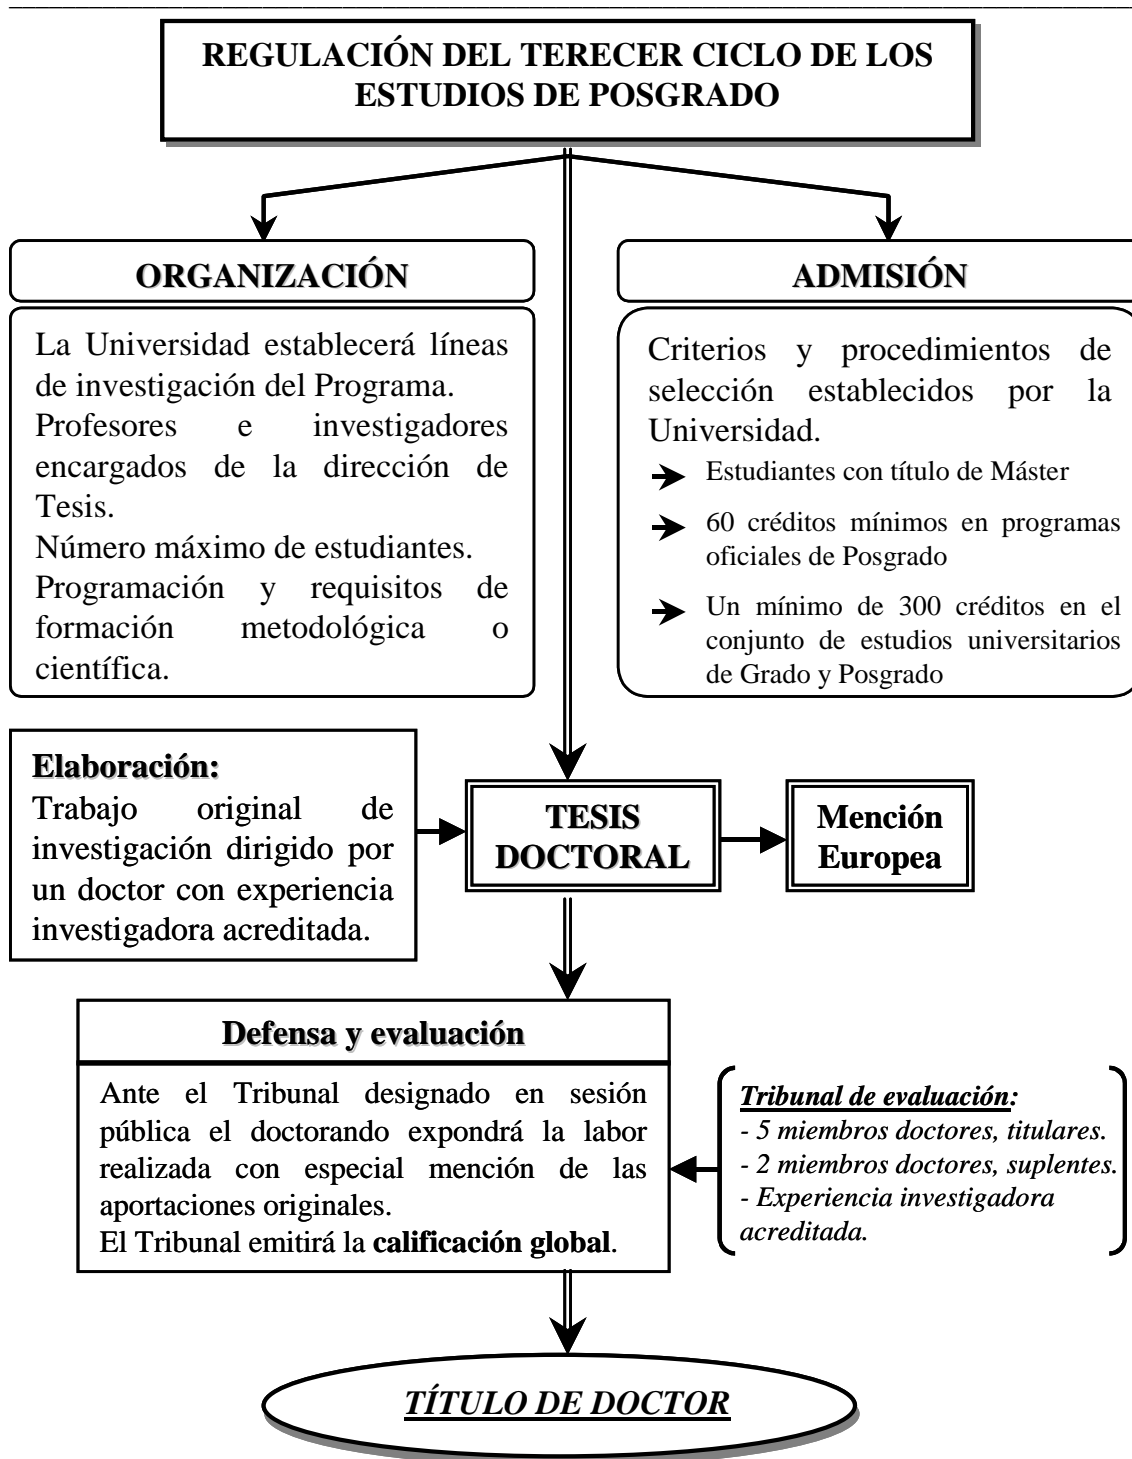 REGULACIÓN DEL TERECER CICLO DE LOS
ESTUDIOS DE POSGRADO
ORGANIZACIÓN
La Universidad establecerá líneas
de investigación del Programa.
Profesores e investigadores
encargados de la dirección de
Tesis.
Número máximo de estudiantes.
Programación y requisitos de
formación metodológica o
científica.
ADMISIÓN
Criterios y procedimientos de
selección establecidos por la
Universidad.
Estudiantes con título de Máster
60 créditos mínimos en programas
oficiales de Posgrado
Un mínimo de 300 créditos en el
conjunto de estudios universitarios
de Grado y Posgrado
Elaboración:
Trabajo original de
investigación dirigido por
un doctor con experiencia
investigadora acreditada.
TESIS
DOCTORAL
Mención
Europea
Defensa y evaluación
Ante el Tribunal designado en sesión
pública el doctorando expondrá la labor
realizada con especial mención de las
aportaciones originales.
El Tribunal emitirá la calificación global.
Tribunal de evaluación:
- 5 miembros doctores, titulares.
- 2 miembros doctores, suplentes.
- Experiencia investigadora
acreditada.
TÍTULO DE DOCTOR